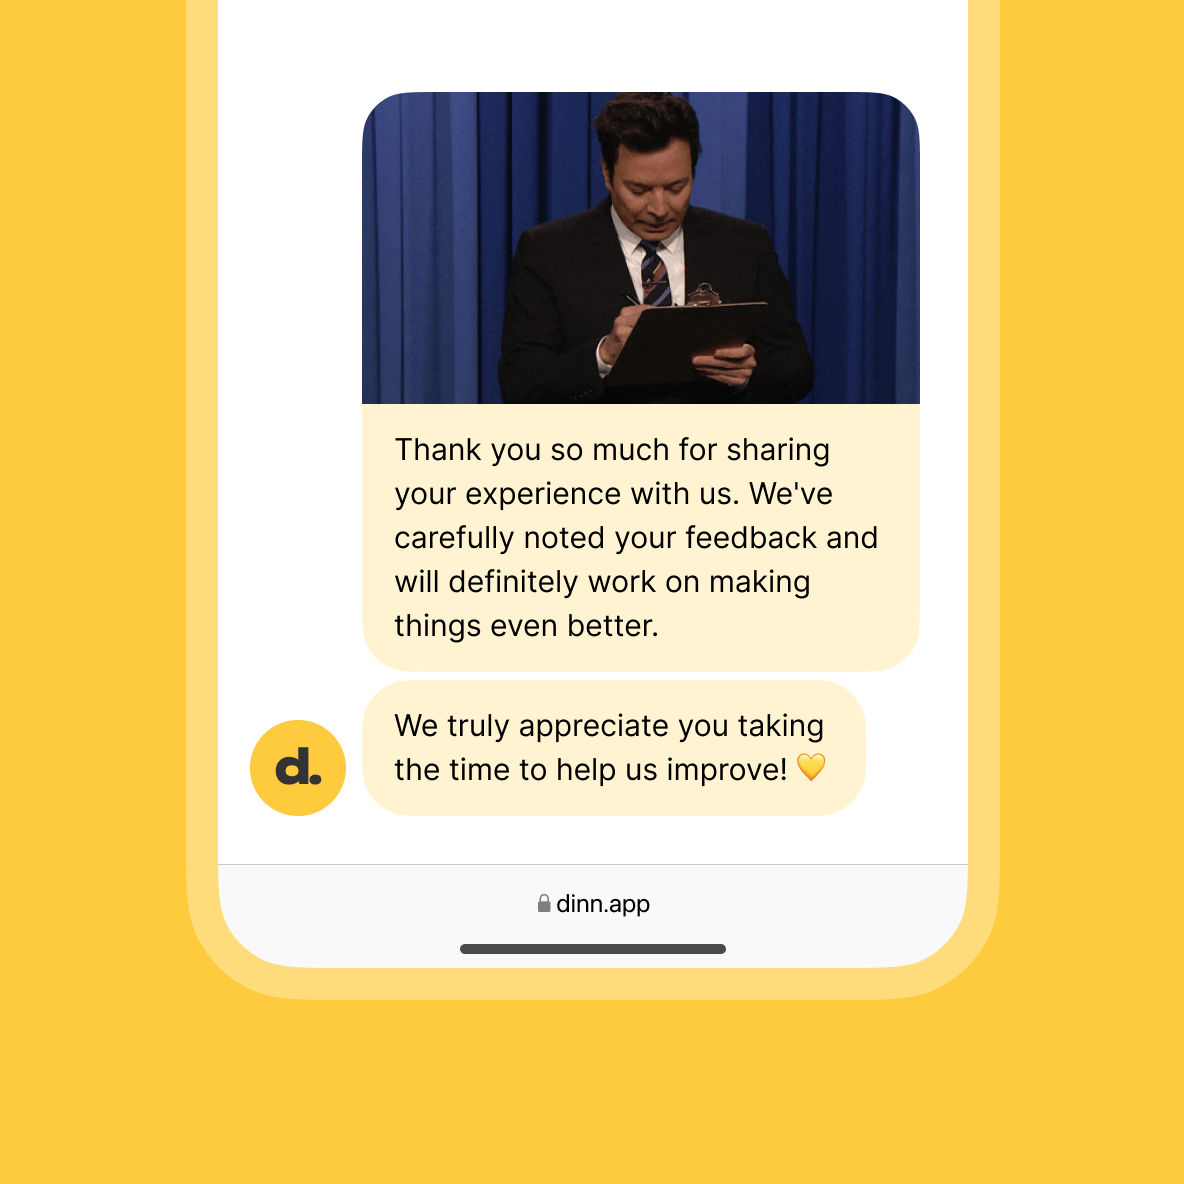 Thank you so much for sharing
your experience with us. We've
carefully noted your feedback and
will definitely work on making
things even better.
We truly appreciate you taking
the time to help us improve! 💛
d.
dinn.app